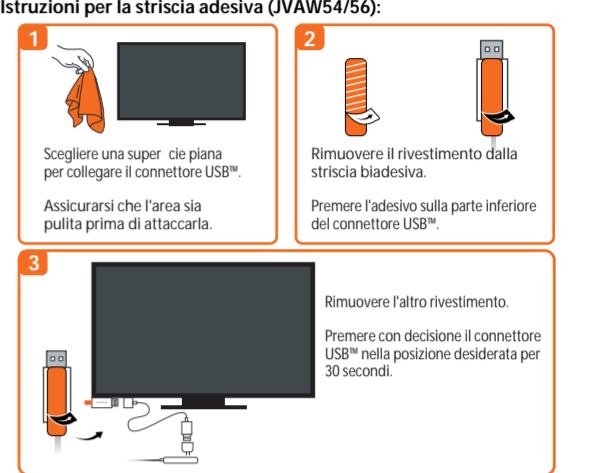 Istruzioni per la striscia adesiva (JVAW54/56):
1
Scegliere una super cie piana
per collegare il connettore USB™.
Assicurarsi che l'area sia
pulita prima di attaccarla.
2
Rimuovere il rivestimento dalla
striscia biadesiva.
Premere l'adesivo sulla parte inferiore
del connettore USB™.
3
Rimuovere l'altro rivestimento.
Premere con decisione il connettore
USB™ nella posizione desiderata per
30 secondi.